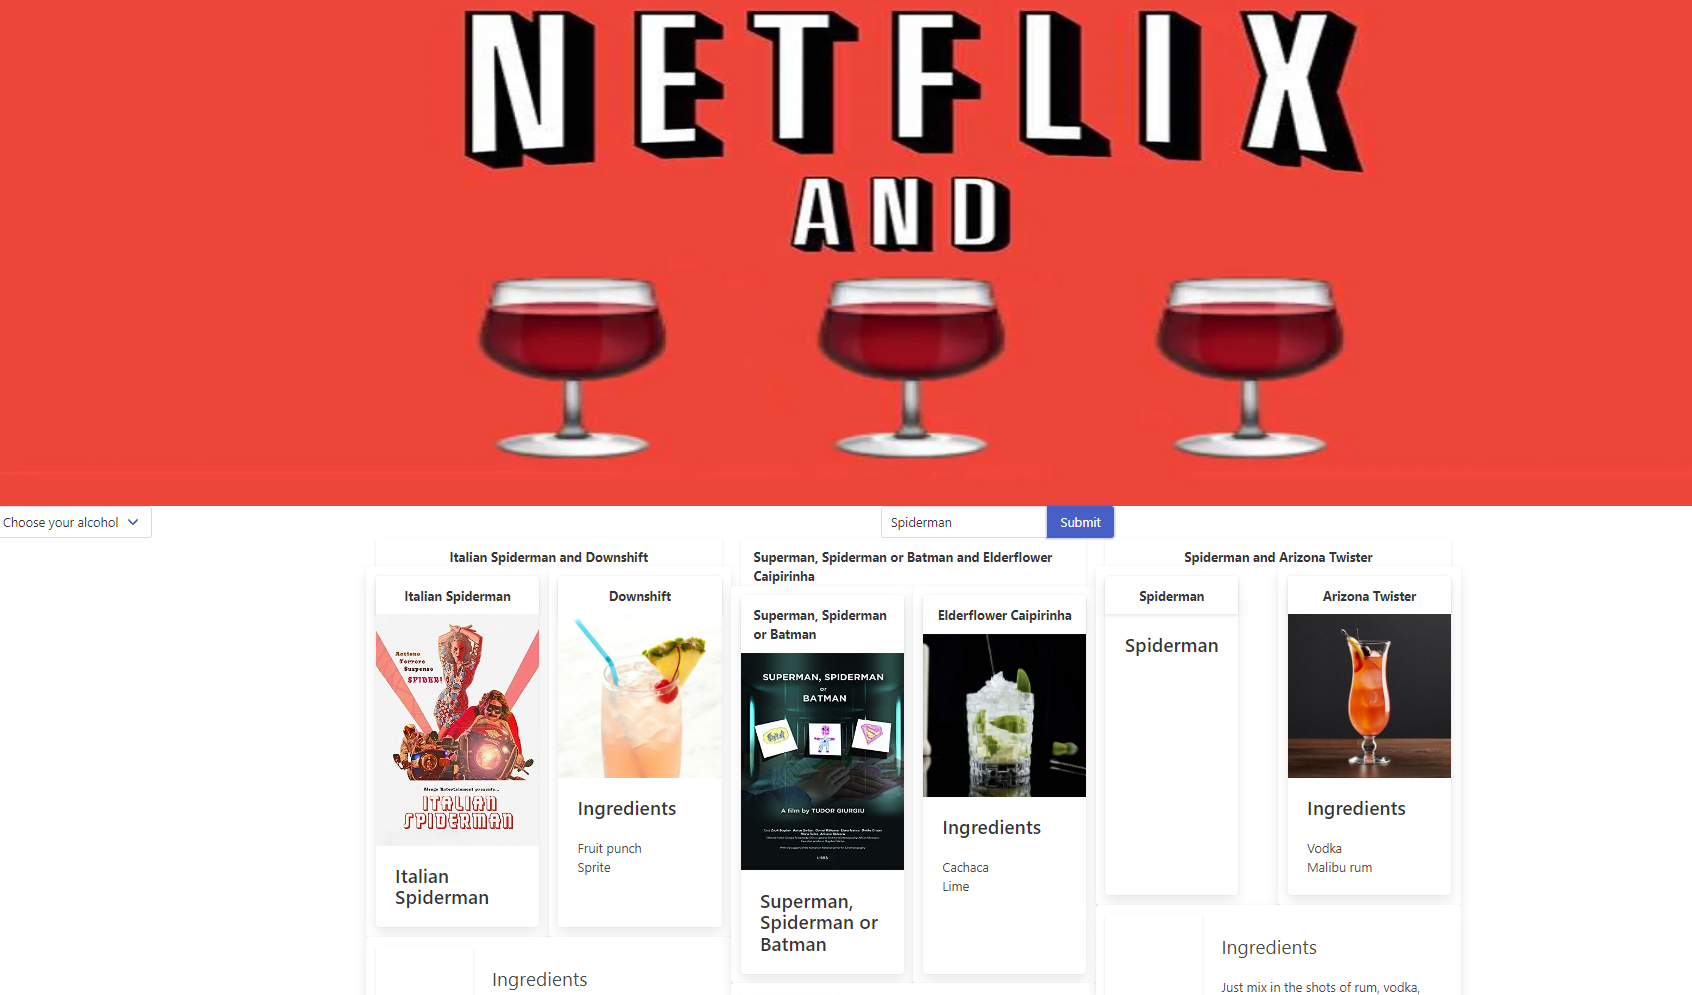 NETFLIX
AND
Choose your alcohol
Spiderman
Submit
Italian Spiderman and Downshift
Italian Spiderman
Actione
Terrore
Suspenso
SPIDER!
ITALIAN
SPIDERMAN
Italian
Spiderman
Downshift
Ingredients
Fruit punch
Sprite
Ingredients
Superman, Spiderman or Batman and Elderflower
Caipirinha
Superman, Spiderman
or Batman
SUPERMAN, SPIDERMAN
or
BATMAN
A film by TUDOR GIURGIU
Superman,
Spiderman or
Batman
Elderflower Caipirinha
Ingredients
Cachaca
Lime
Spiderman and Arizona Twister
Spiderman
Spiderman
Arizona Twister
Ingredients
Vodka
Malibu rum
Ingredients
Just mix in the shots of rum, vodka,